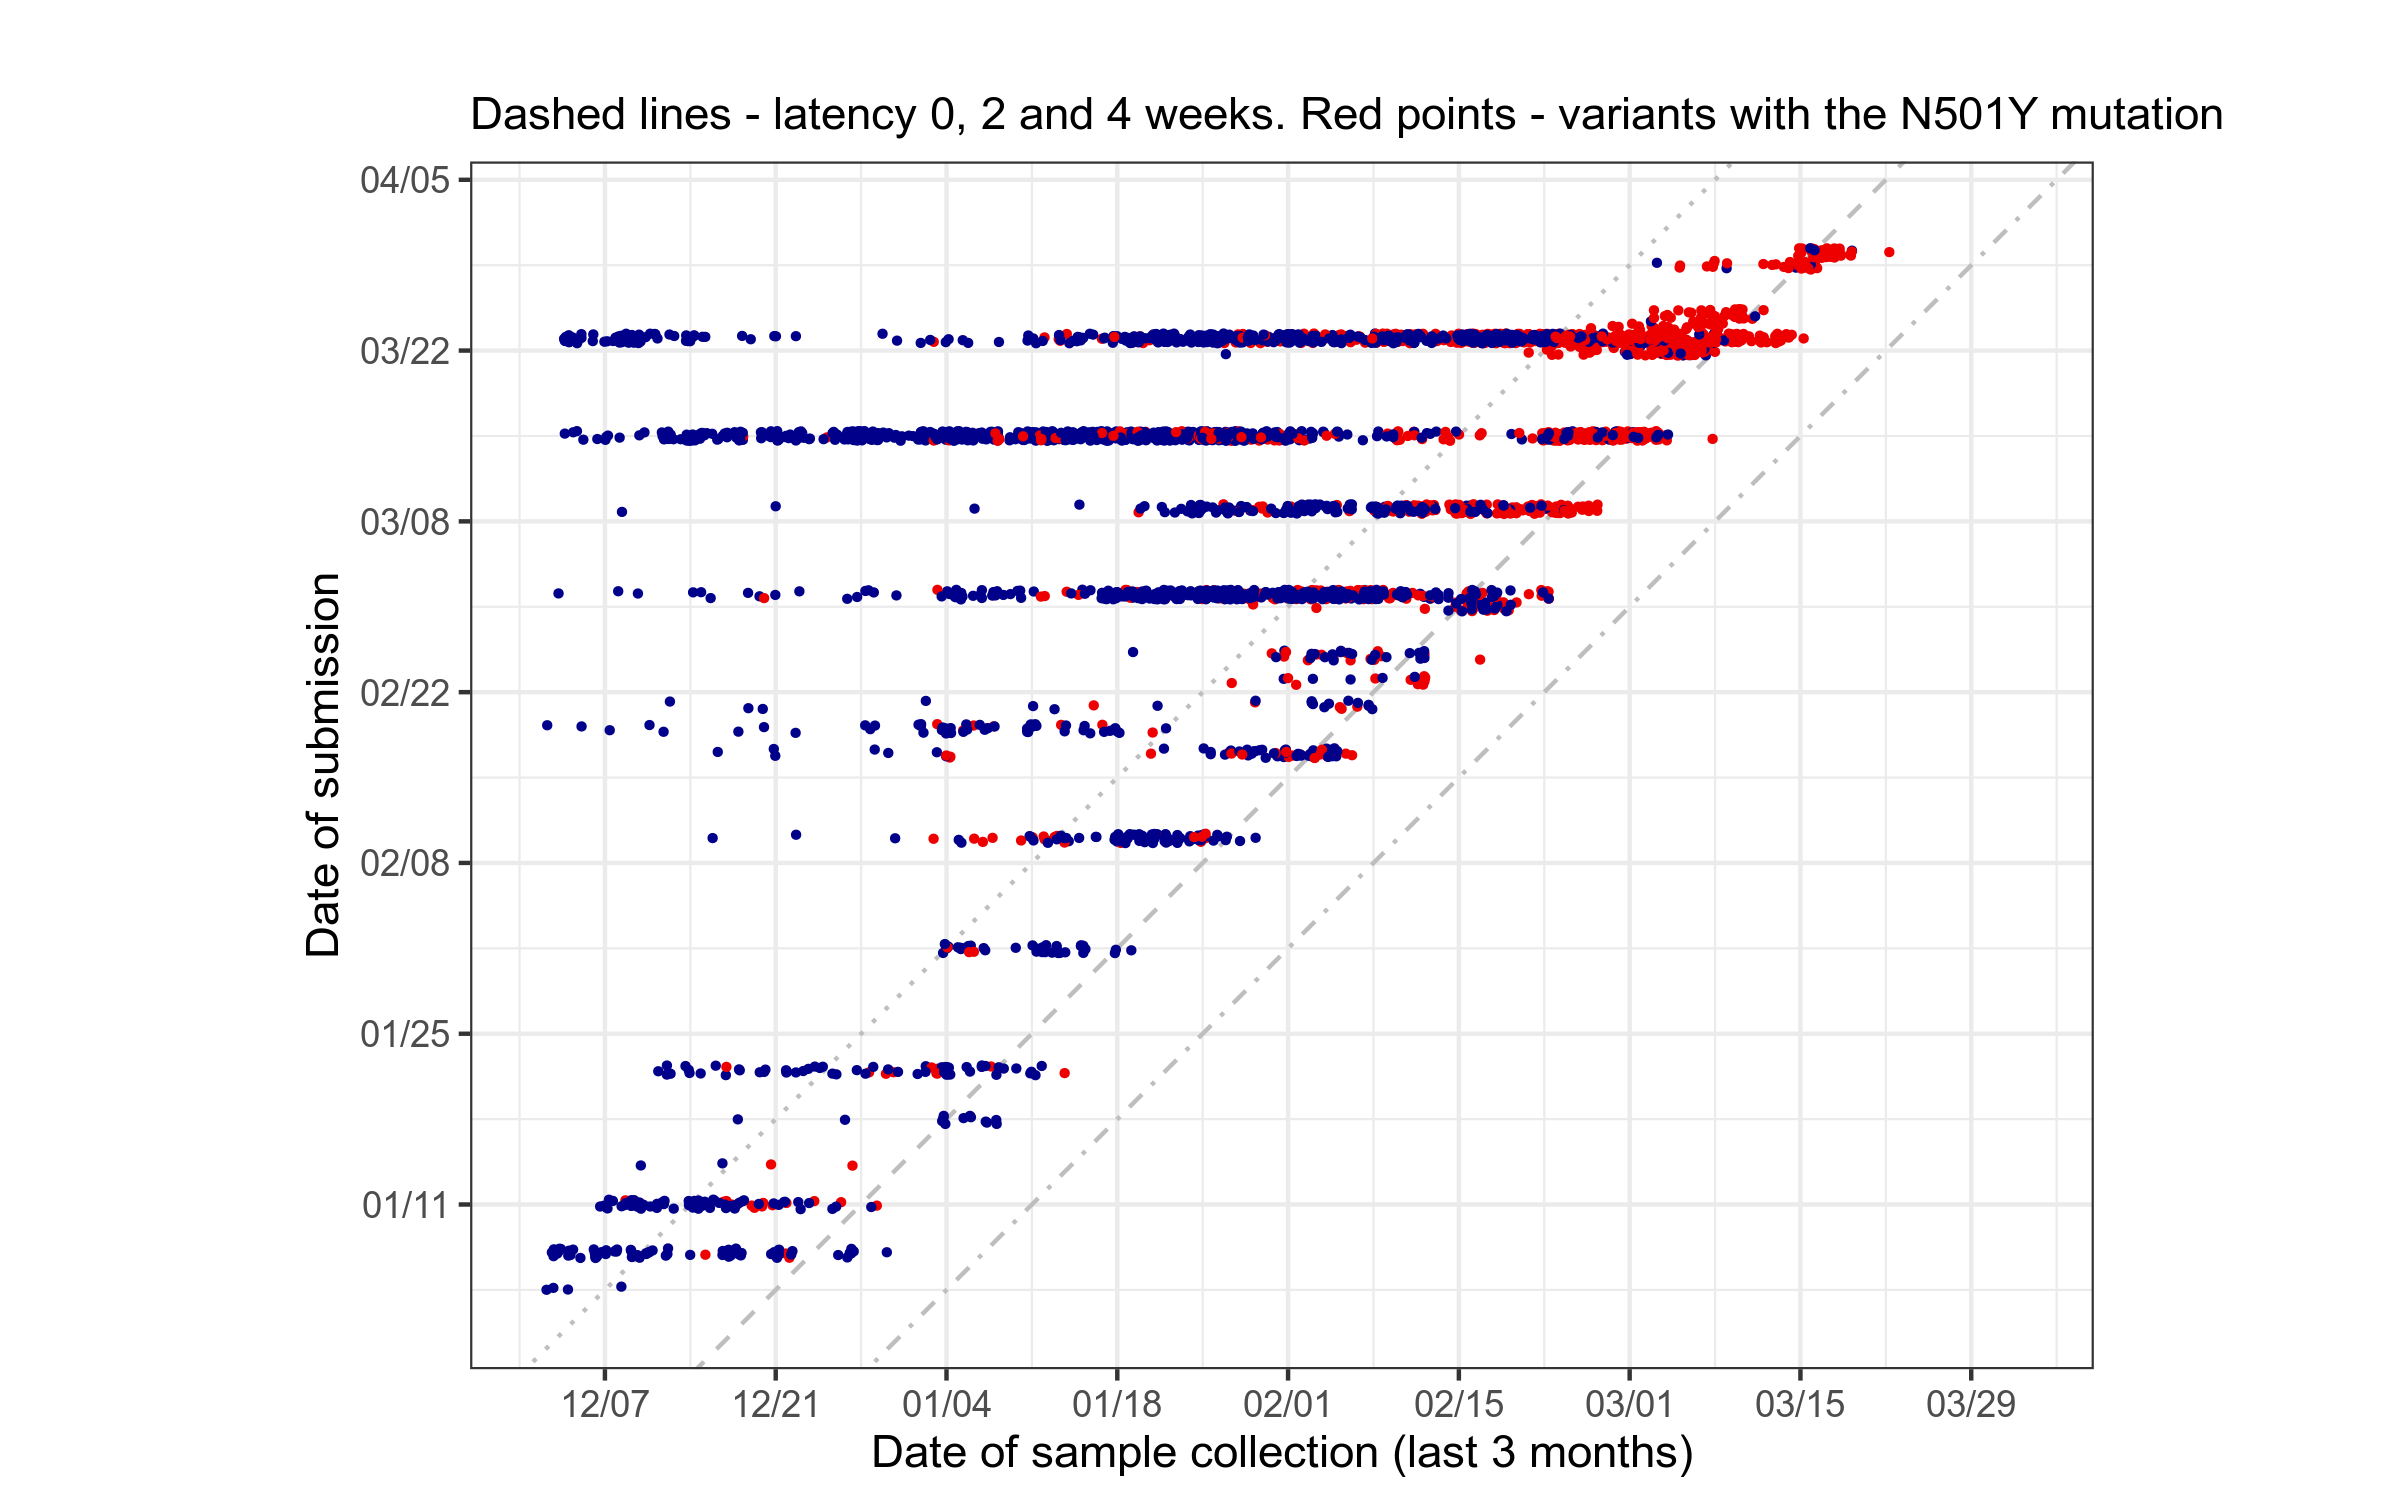 Dashed lines - latency 0, 2 and 4 weeks. Red points - variants with the N501Y mutation
04/05
03/22
03/08
02/22
02/08
01/25
01/11
Date of submission
12/07 12/21 01/04 01/18 02/01 02/15 03/01 03/15 03/29
Date of sample collection (last 3 months)